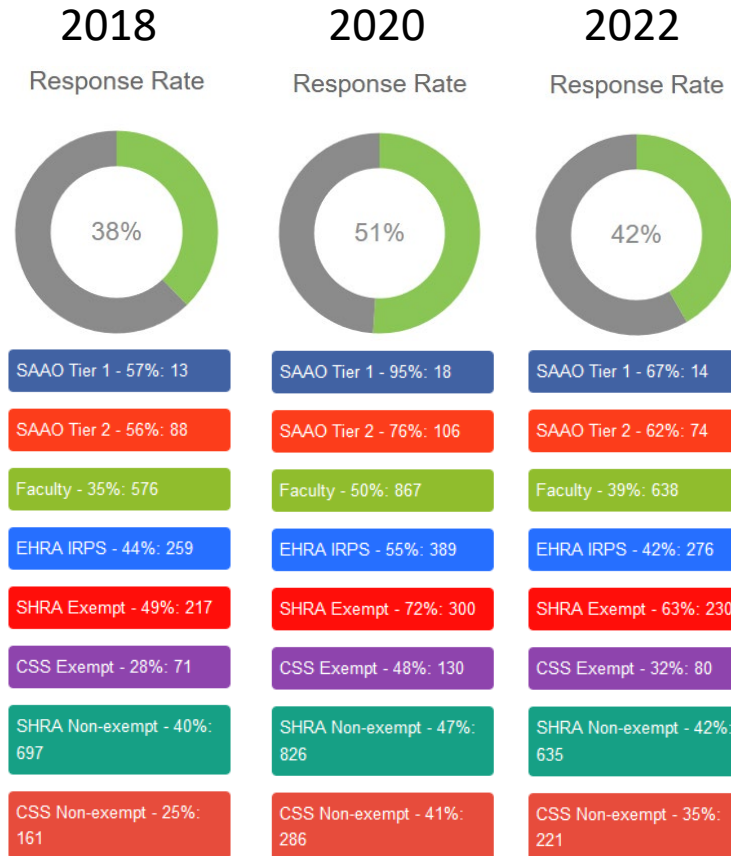 2018
Response Rate
38%
SAAO Tier 1 - 57%: 13
SAAO Tier 2 - 56%: 88
Faculty - 35%: 576
EHRA IRPS - 44%: 259
SHRA Exempt - 49%: 217
CSS Exempt - 28%: 71
SHRA Non-exempt - 40%:
697
CSS Non-exempt - 25%:
161
2020
Response Rate
51%
SAAO Tier 1 - 95%: 18
SAAO Tier 2 - 76%: 106
Faculty - 50%: 867
EHRA IRPS - 55%: 389
SHRA Exempt - 72%: 300
CSS Exempt - 48%: 130
SHRA Non-exempt - 47%:
826
CSS Non-exempt - 41%:
286
2022
Response Rate
42%
SAAO Tier 1 - 67%: 14
SAAO Tier 2 - 62%: 74
Faculty - 39%: 638
EHRA IRPS - 42%: 276
SHRA Exempt - 63%: 230
CSS Exempt - 32%: 80
SHRA Non-exempt - 42%:
635
CSS Non-exempt - 35%:
221